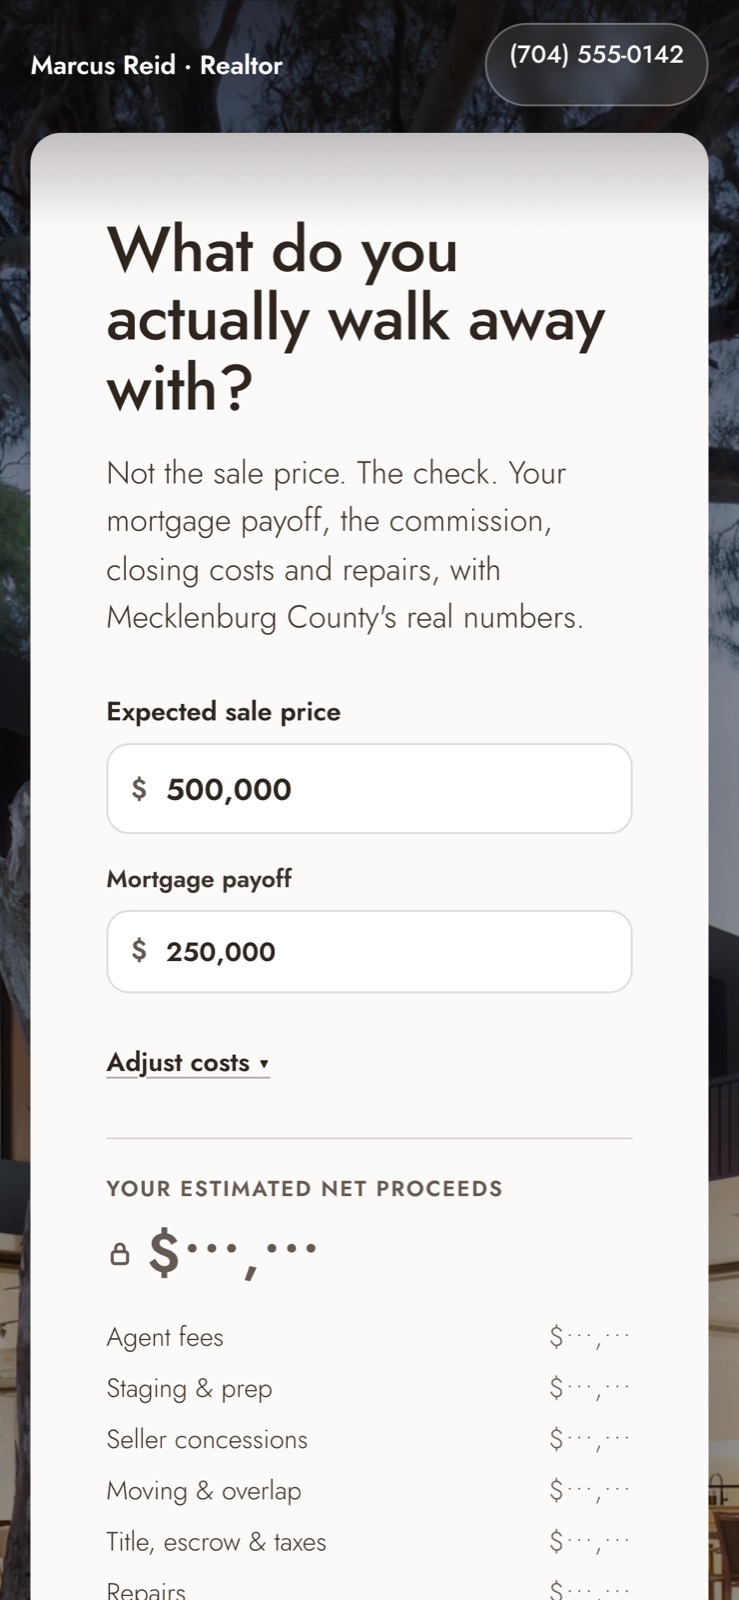 Marcus Reid · Realtor
(704) 555-0142
What do you
actually walk away
with?
Not the sale price. The check. Your
mortgage payoff, the commission,
closing costs and repairs, with
Mecklenburg County's real numbers.
Expected sale price
$ 500,000
Mortgage payoff
$ 250,000
Adjust costs ▾
YOUR ESTIMATED NET PROCEEDS
$···,···
Agent fees $···,···
Staging & prep $···,···
Seller concessions $···,···
Moving & overlap $···,···
Title, escrow & taxes $···,···
Repairs $···,···